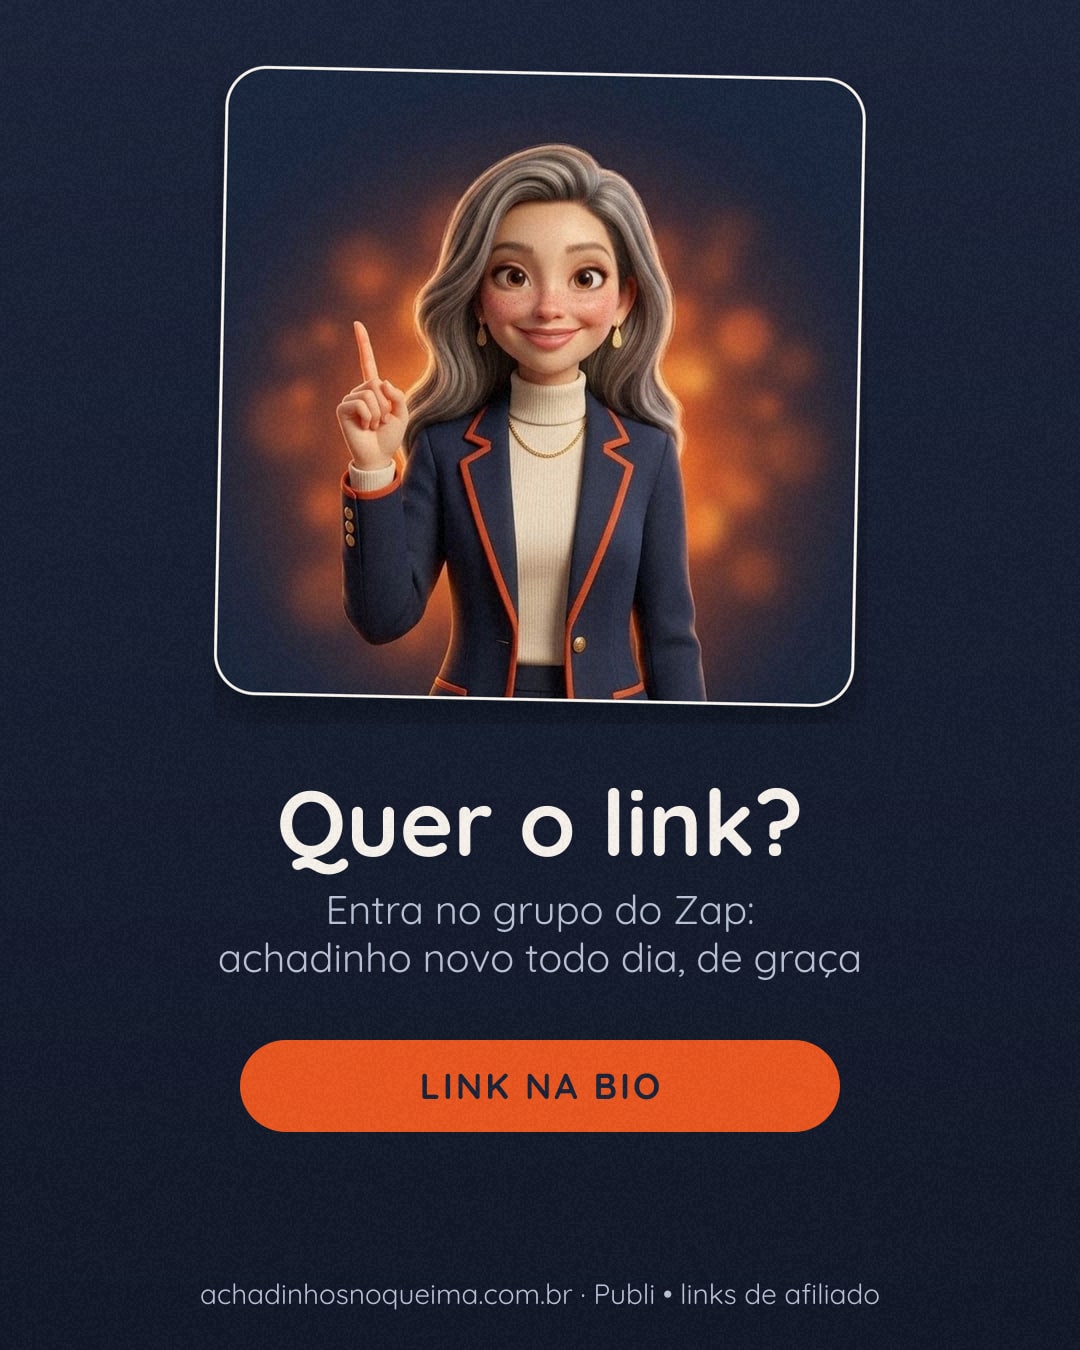 Quer o link?
Entra no grupo do Zap:
achadinho novo todo dia, de graça
LINK NA BIO
achadinhosnoqueima.com.br · Publi • links de afiliado